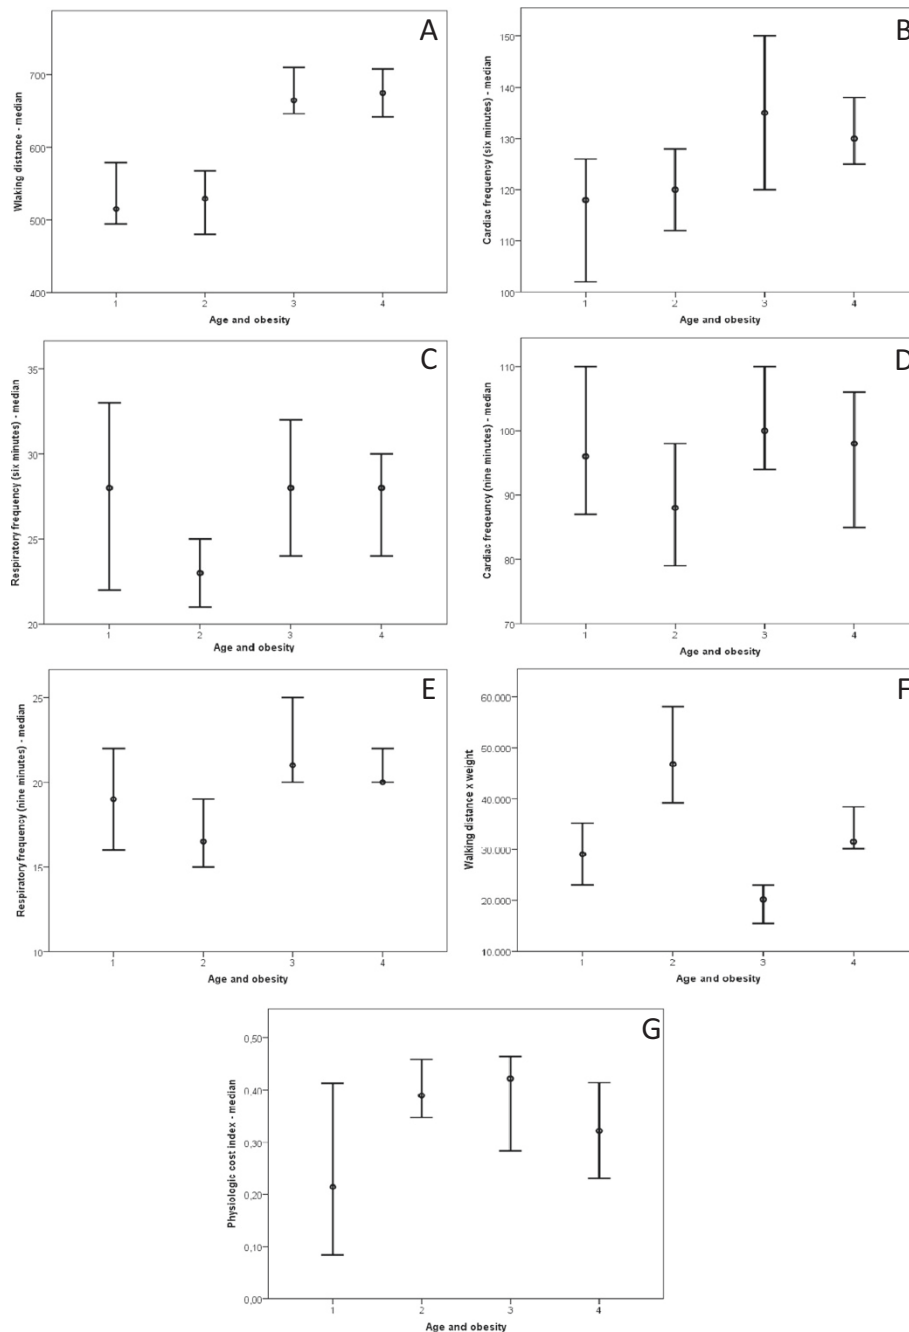 A
Wlaking distance - median
700
600
500
400
1 2 3 4
Age and obesity
B
Cardiac frequency (six minutes) - median
150
140
130
120
110
100
1 2 3 4
Age and obesity
C
Respiratory frequency (six minutes) - median
35
30
25
20
1 2 3 4
Age and obesity
D
Cardiac freqeuncy (nine minutes) - median
110
100
90
80
70
1 2 3 4
Age and obesity
E
Respiratory frequency (nine minutes) - median
25
20
15
10
1 2 3 4
Age and obesity
F
Walking distance x weight
60.000
50.000
40.000
30.000
20.000
10.000
1 2 3 4
Age and obesity
G
Physiologic cost index - median
0,50
0,40
0,30
0,20
0,10
0,00
1 2 3 4
Age and obesity